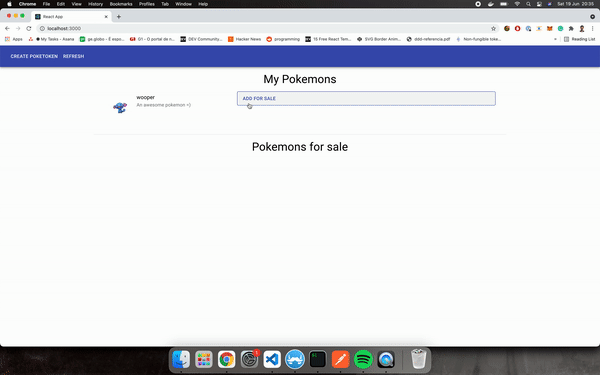 Chrome File Edit View History Bookmarks Profiles Tab Window Help
Sat 19 Jun 20:35
React App
localhost:3000
Apps
My Tasks - Asana
ge.globo - É espo...
G1 - O portal de n...
DEV Community...
Hacker News
programming
15 Free React Tem...
SVG Border Anim...
ddd-referencia.pdf
Non-fungible toke...
Reading List
CREATE POKETOKEN REFRESH
My Pokemons
wooper
An awesome pokemon =)
ADD FOR SALE
Pokemons for sale